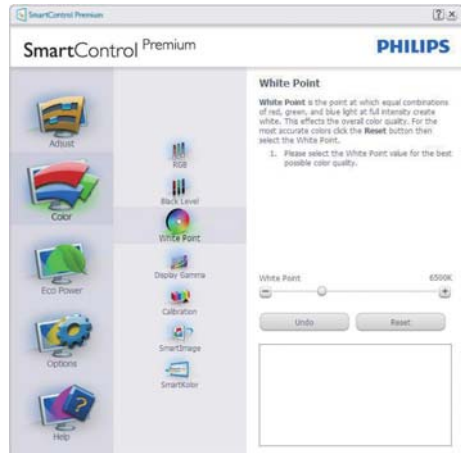 SmartControl Premium
SmartControl Premium
PHILIPS
Adjust
Color
Eco Power
Options
Help
RGB
Black Level
White Point
Display Gamma
Calibration
SmartImage
SmartKolor
White Point
White Point is the point at which equal combinations
of red, green, and blue light at full intensity create
white. This effects the overall color quality. For the
most accurate colors click the Reset button then
select the White Point.
1. Please select the White Point value for the best
possible color quality.
White Point 6500K
Undo Reset